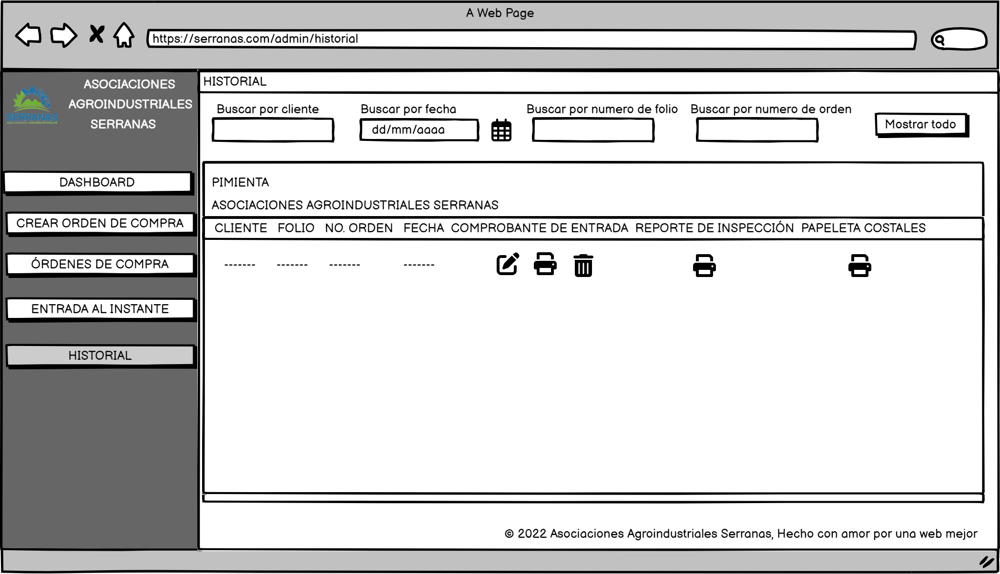 A Web Page
https://serranas.com/admin/historial
ASOCIACIONES
AGROINDUSTRIALES
SERRANAS
SERRANAS
ASOCIACIONES AGROINDUSTRIALES
DASHBOARD
CREAR ORDEN DE COMPRA
ÓRDENES DE COMPRA
ENTRADA AL INSTANTE
HISTORIAL
HISTORIAL
Buscar por cliente
Buscar por fecha
Buscar por numero de folio
Buscar por numero de orden
dd/mm/aaaa
Mostrar todo
PIMIENTA
ASOCIACIONES AGROINDUSTRIALES SERRANAS
CLIENTE FOLIO NO. ORDEN FECHA COMPROBANTE DE ENTRADA REPORTE DE INSPECCIÓN PAPELETA COSTALES
------- ------- ------- -------
© 2022 Asociaciones Agroindustriales Serranas, Hecho con amor por una web mejor